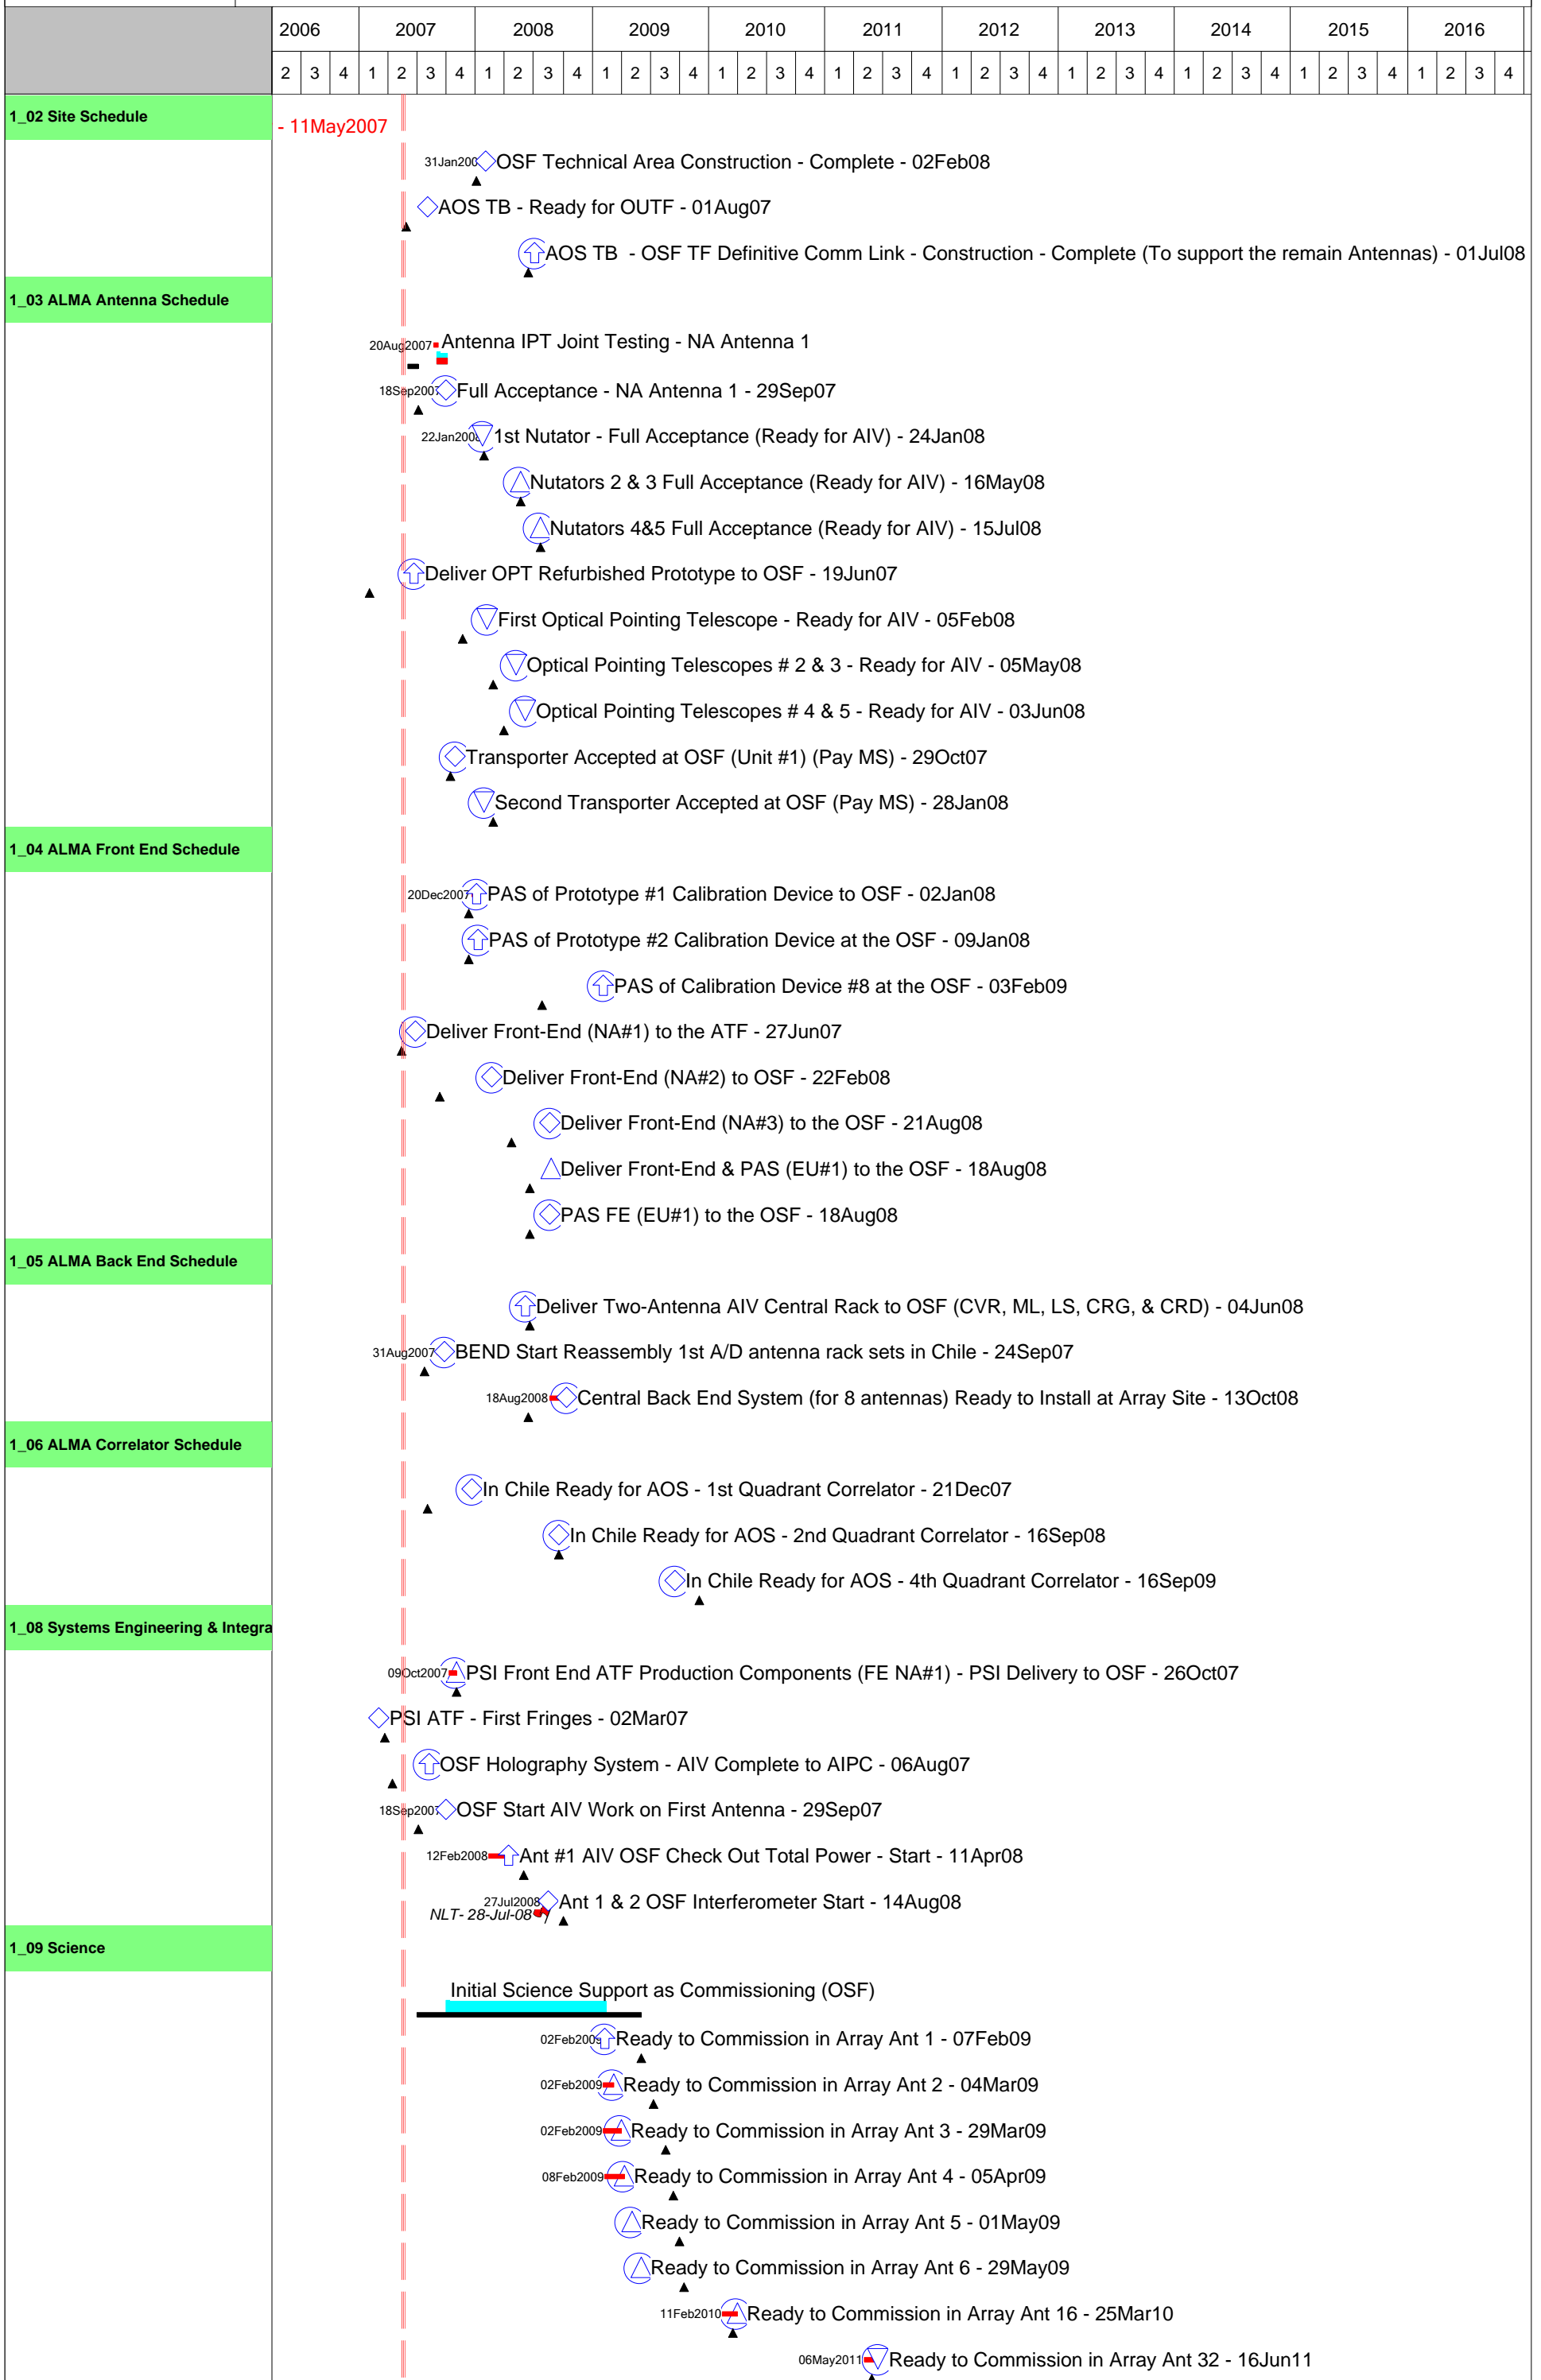 2006 2007 2008 2009 2010 2011 2012 2013 2014 2015 2016
2 3 4 1 2 3 4 1 2 3 4 1 2 3 4 1 2 3 4 1 2 3 4 1 2 3 4 1 2 3 4 1 2 3 4 1 2 3 4 1 2 3 4
1_02 Site Schedule
- 11May2007
31Jan200 OSF Technical Area Construction - Complete - 02Feb08
AOS TB - Ready for OUTF - 01Aug07
AOS TB - OSF TF Definitive Comm Link - Construction - Complete (To support the remain Antennas) - 01Jul08
1_03 ALMA Antenna Schedule
20Aug2007 Antenna IPT Joint Testing - NA Antenna 1
18Sep2007 Full Acceptance - NA Antenna 1 - 29Sep07
22Jan2008 1st Nutator - Full Acceptance (Ready for AIV) - 24Jan08
Nutators 2 & 3 Full Acceptance (Ready for AIV) - 16May08
Nutators 4&5 Full Acceptance (Ready for AIV) - 15Jul08
Deliver OPT Refurbished Prototype to OSF - 19Jun07
First Optical Pointing Telescope - Ready for AIV - 05Feb08
Optical Pointing Telescopes # 2 & 3 - Ready for AIV - 05May08
Optical Pointing Telescopes # 4 & 5 - Ready for AIV - 03Jun08
Transporter Accepted at OSF (Unit #1) (Pay MS) - 29Oct07
Second Transporter Accepted at OSF (Pay MS) - 28Jan08
1_04 ALMA Front End Schedule
20Dec2007 PAS of Prototype #1 Calibration Device to OSF - 02Jan08
PAS of Prototype #2 Calibration Device at the OSF - 09Jan08
PAS of Calibration Device #8 at the OSF - 03Feb09
Deliver Front-End (NA#1) to the ATF - 27Jun07
Deliver Front-End (NA#2) to OSF - 22Feb08
Deliver Front-End (NA#3) to the OSF - 21Aug08
Deliver Front-End & PAS (EU#1) to the OSF - 18Aug08
PAS FE (EU#1) to the OSF - 18Aug08
1_05 ALMA Back End Schedule
Deliver Two-Antenna AIV Central Rack to OSF (CVR, ML, LS, CRG, & CRD) - 04Jun08
31Aug2007 BEND Start Reassembly 1st A/D antenna rack sets in Chile - 24Sep07
18Aug2008 Central Back End System (for 8 antennas) Ready to Install at Array Site - 13Oct08
1_06 ALMA Correlator Schedule
In Chile Ready for AOS - 1st Quadrant Correlator - 21Dec07
In Chile Ready for AOS - 2nd Quadrant Correlator - 16Sep08
In Chile Ready for AOS - 4th Quadrant Correlator - 16Sep09
1_08 Systems Engineering & Integra
09Oct2007 PSI Front End ATF Production Components (FE NA#1) - PSI Delivery to OSF - 26Oct07
PSI ATF - First Fringes - 02Mar07
OSF Holography System - AIV Complete to AIPC - 06Aug07
18Sep2007 OSF Start AIV Work on First Antenna - 29Sep07
12Feb2008 Ant #1 AIV OSF Check Out Total Power - Start - 11Apr08
27Jul2008 Ant 1 & 2 OSF Interferometer Start - 14Aug08
NLT- 28-Jul-08
1_09 Science
Initial Science Support as Commissioning (OSF)
02Feb2009 Ready to Commission in Array Ant 1 - 07Feb09
02Feb2009 Ready to Commission in Array Ant 2 - 04Mar09
02Feb2009 Ready to Commission in Array Ant 3 - 29Mar09
08Feb2009 Ready to Commission in Array Ant 4 - 05Apr09
Ready to Commission in Array Ant 5 - 01May09
Ready to Commission in Array Ant 6 - 29May09
11Feb2010 Ready to Commission in Array Ant 16 - 25Mar10
06May2011 Ready to Commission in Array Ant 32 - 16Jun11